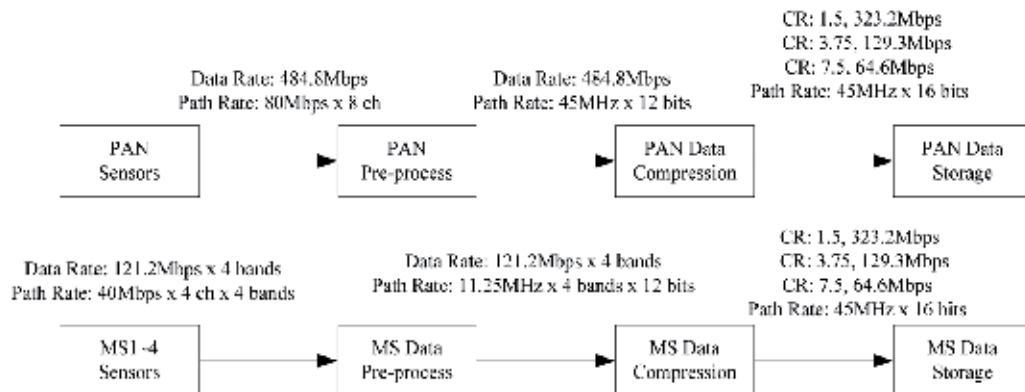 CR: 1.5, 323.2Mbps
CR: 3.75, 129.3Mbps
CR: 7.5, 64.6Mbps
Path Rate: 45MHz x 16 bits
Data Rate: 484.8Mbps
Path Rate: 80Mbps x 8 ch
Data Rate: 484.8Mbps
Path Rate: 45MHz x 12 bits
PAN
Sensors
PAN
Pre-process
PAN Data
Compression
PAN Data
Storage
CR: 1.5, 323.2Mbps
CR: 3.75, 129.3Mbps
CR: 7.5, 64.6Mbps
Path Rate: 45MHz x 16 bits
Data Rate: 121.2Mbps x 4 bands
Path Rate: 40Mbps x 4 ch x 4 bands
Data Rate: 121.2Mbps x 4 bands
Path Rate: 11.25MHz x 4 bands x 12 bits
MS1-4
Sensors
MS Data
Pre-process
MS Data
Compression
MS Data
Storage